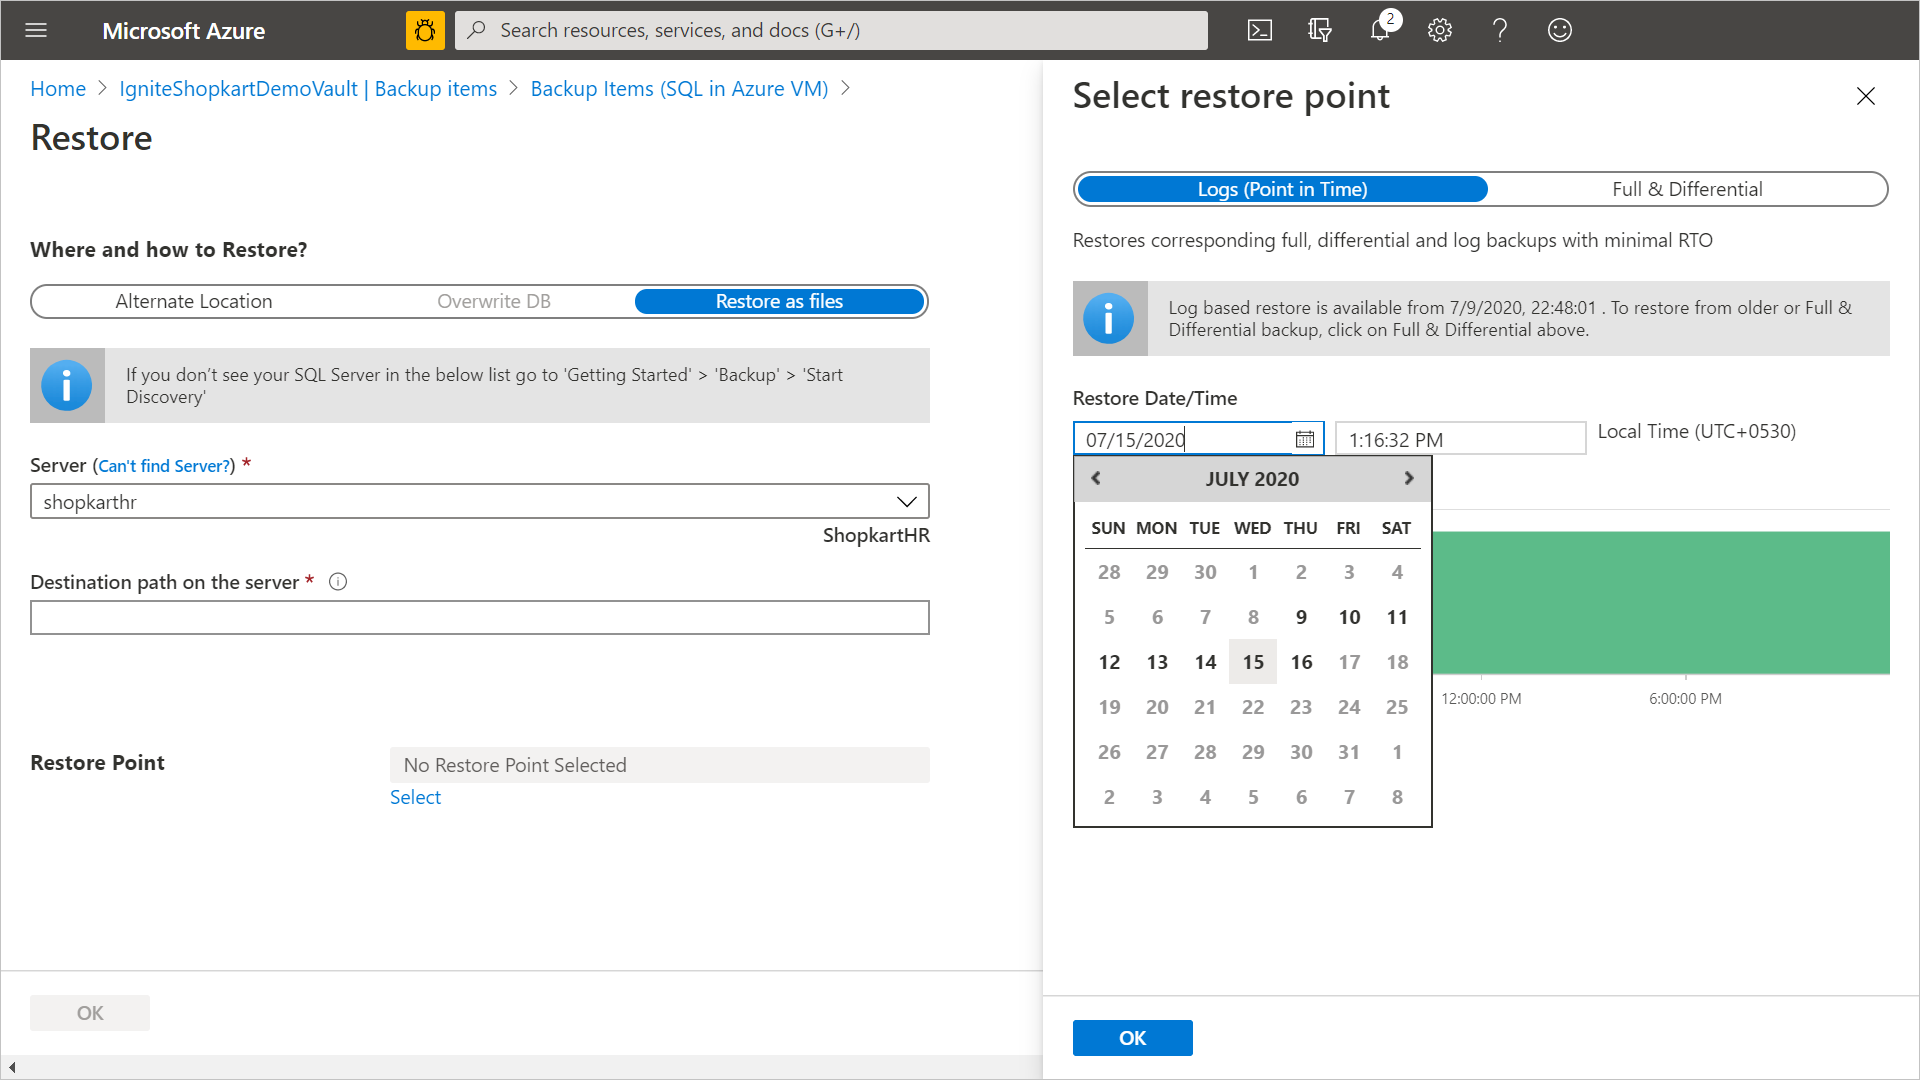 Microsoft Azure
Search resources, services, and docs (G+/)
2
Home > IgniteShopkartDemoVault | Backup items > Backup Items (SQL in Azure VM) >
Restore
Where and how to Restore?
Alternate Location
Overwrite DB
Restore as files
If you don't see your SQL Server in the below list go to 'Getting Started' > 'Backup' > 'Start
Discovery'
Server (Can't find Server?) *
shopkarthr
ShopkartHR
Destination path on the server *
Restore Point
No Restore Point Selected
Select
OK
Select restore point
Logs (Point in Time)
Full & Differential
Restores corresponding full, differential and log backups with minimal RTO
Log based restore is available from 7/9/2020, 22:48:01 . To restore from older or Full &
Differential backup, click on Full & Differential above.
Restore Date/Time
07/15/2020
1:16:32 PM
Local Time (UTC+0530)
JULY 2020
SUN MON TUE WED THU FRI SAT
28 29 30 1 2 3 4
5 6 7 8 9 10 11
12 13 14 15 16 17 18
19 20 21 22 23 24 25
26 27 28 29 30 31 1
2 3 4 5 6 7 8
12:00:00 PM
6:00:00 PM
OK